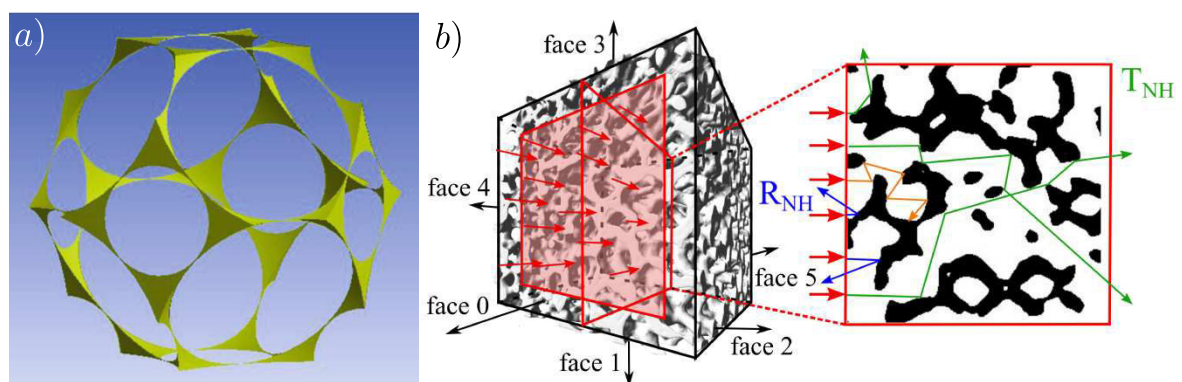 a)
b)
face 3
face 4
face 0
face 1
face 2
face 5
T_NH
R_NH